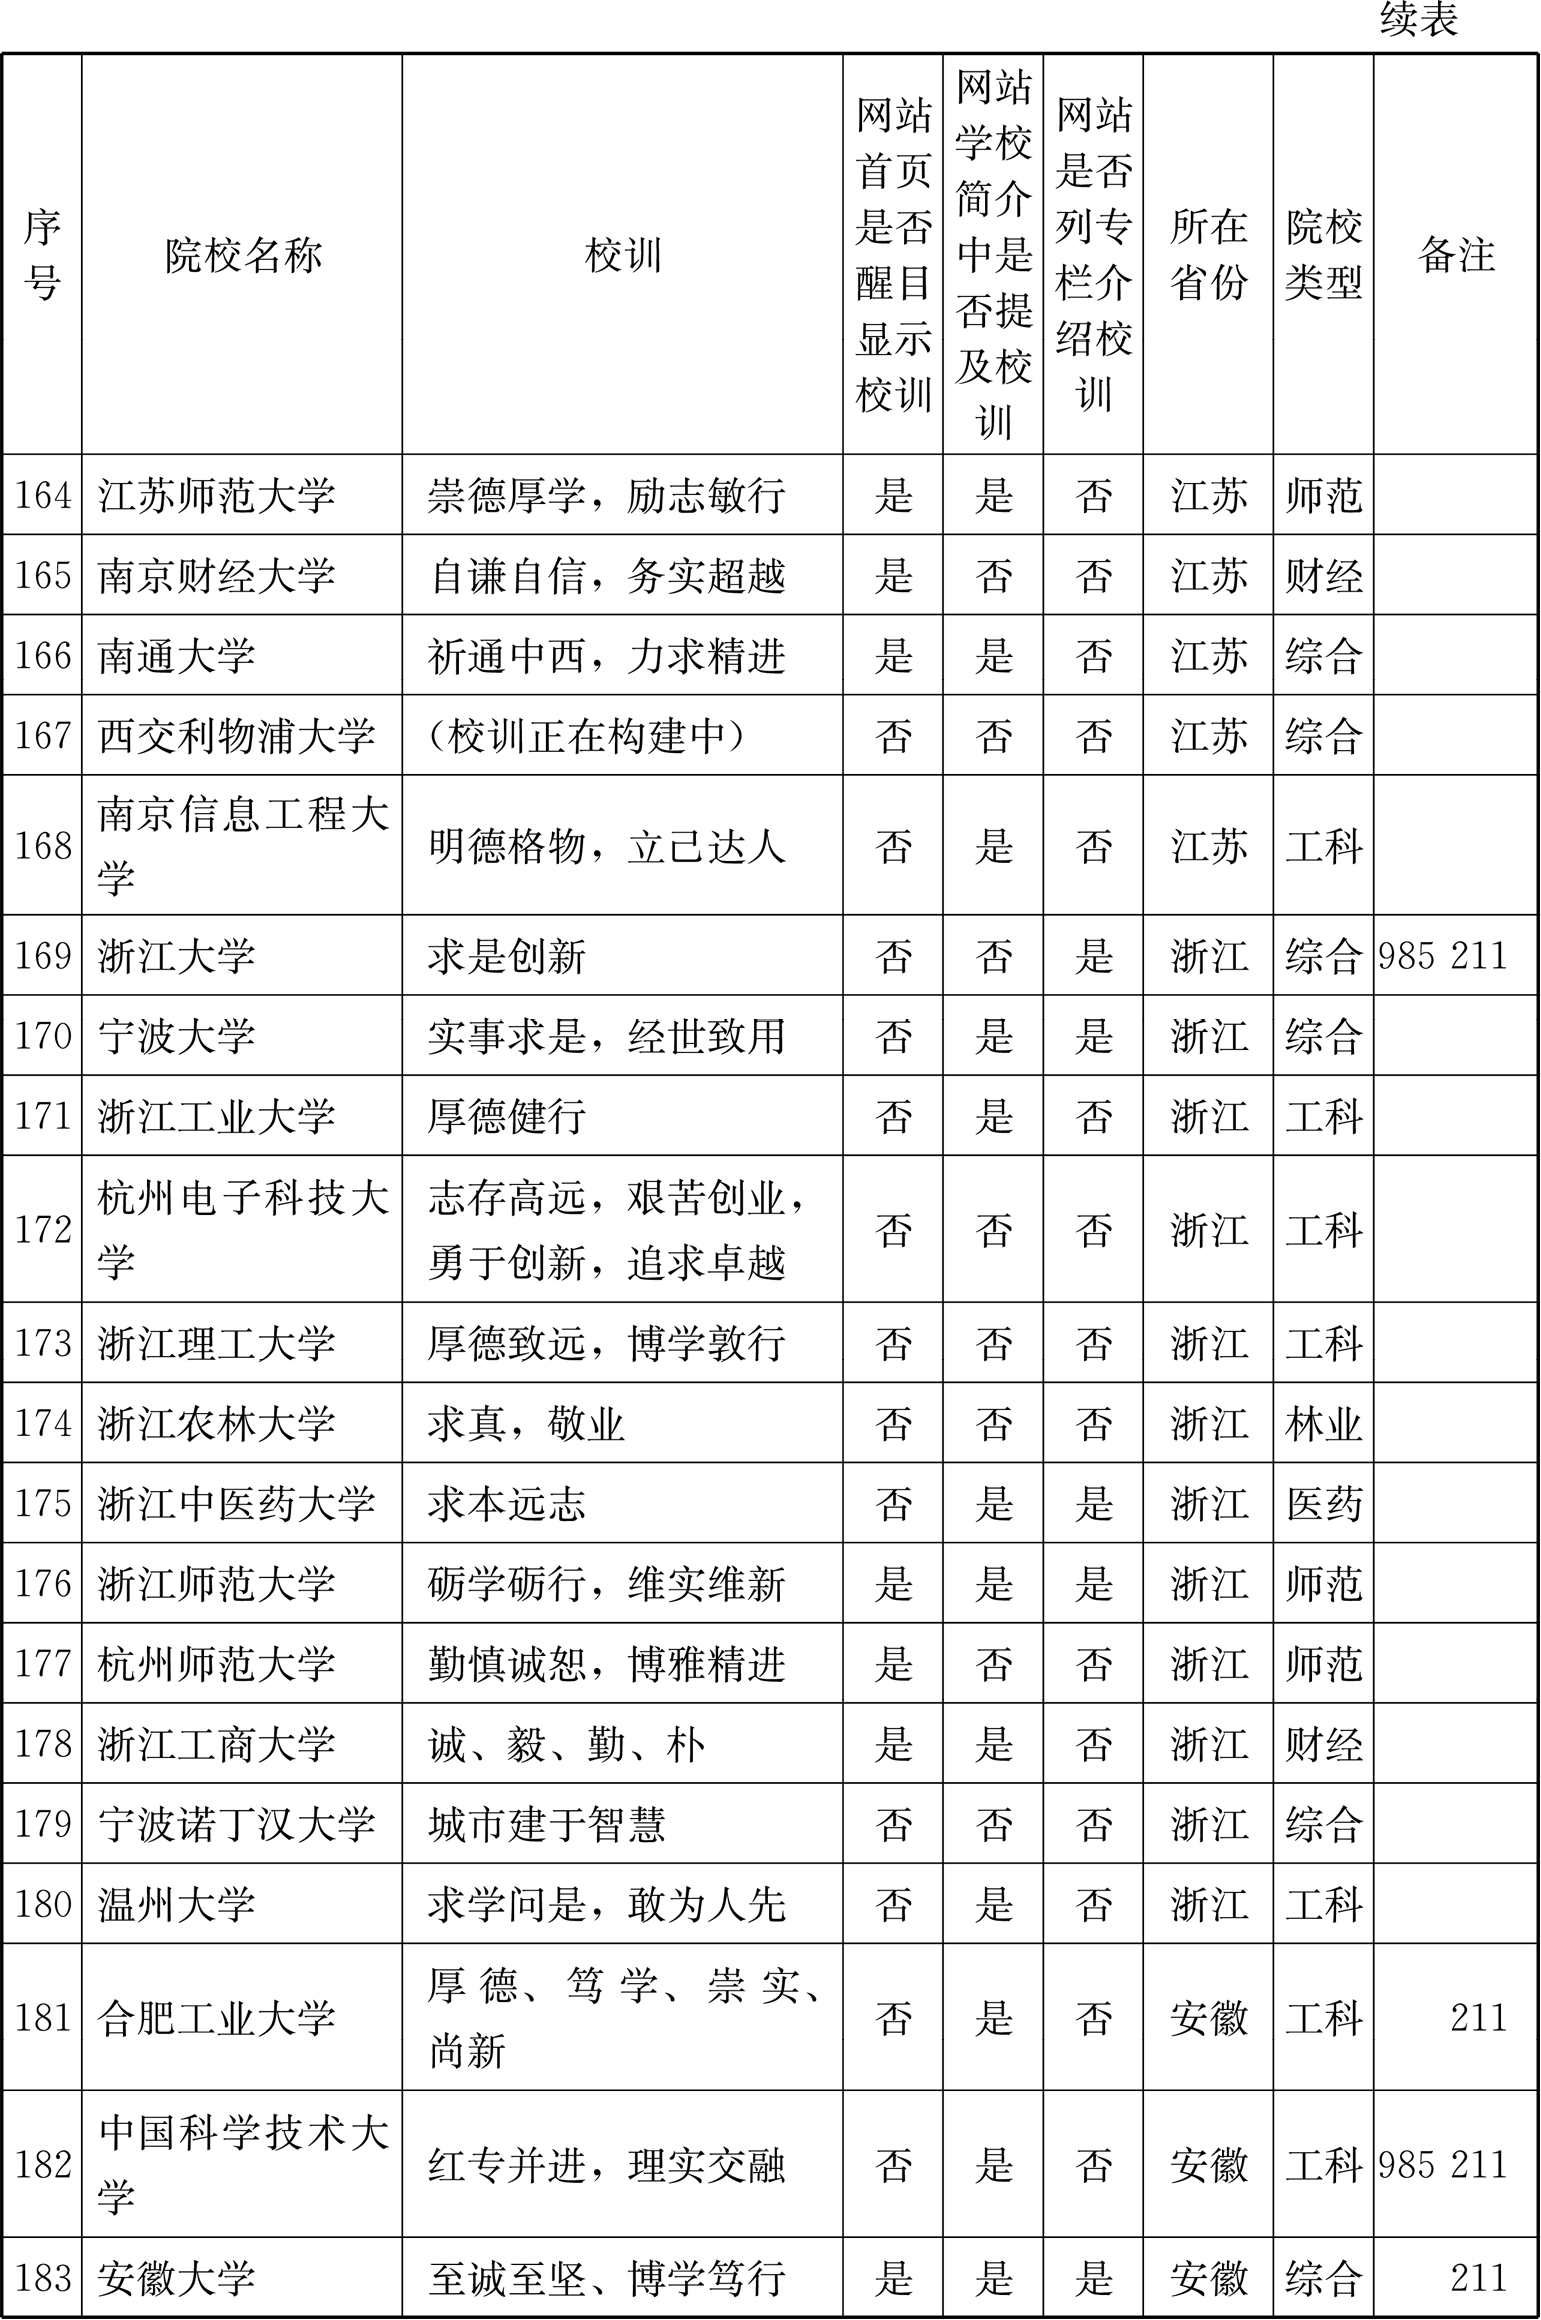 续表
序号 院校名称 校训 网站首页是否醒目显示校训 网站学校简介中是否提及校训 网站是否列专栏介绍校训 所在省份 院校类型 备注
164 江苏师范大学 崇德厚学，励志敏行 是 是 否 江苏 师范
165 南京财经大学 自谦自信，务实超越 是 否 否 江苏 财经
166 南通大学 祈通中西，力求精进 是 是 否 江苏 综合
167 西交利物浦大学 （校训正在构建中） 否 否 否 江苏 综合
168 南京信息工程大学 明德格物，立己达人 否 是 否 江苏 工科
169 浙江大学 求是创新 否 否 是 浙江 综合 985 211
170 宁波大学 实事求是，经世致用 否 是 是 浙江 综合
171 浙江工业大学 厚德健行 否 是 否 浙江 工科
172 杭州电子科技大学 志存高远，艰苦创业，勇于创新，追求卓越 否 否 否 浙江 工科
173 浙江理工大学 厚德致远，博学敦行 否 否 否 浙江 工科
174 浙江农林大学 求真，敬业 否 否 否 浙江 林业
175 浙江中医药大学 求本远志 否 是 是 浙江 医药
176 浙江师范大学 砺学砺行，维实维新 是 是 是 浙江 师范
177 杭州师范大学 勤慎诚恕，博雅精进 是 否 否 浙江 师范
178 浙江工商大学 诚、毅、勤、朴 是 是 否 浙江 财经
179 宁波诺丁汉大学 城市建于智慧 否 否 否 浙江 综合
180 温州大学 求学问是，敢为人先 否 是 否 浙江 工科
181 合肥工业大学 厚德、笃学、崇实、尚新 否 是 否 安徽 工科 211
182 中国科学技术大学 红专并进，理实交融 否 是 否 安徽 工科 985 211
183 安徽大学 至诚至坚、博学笃行 是 是 是 安徽 综合 211